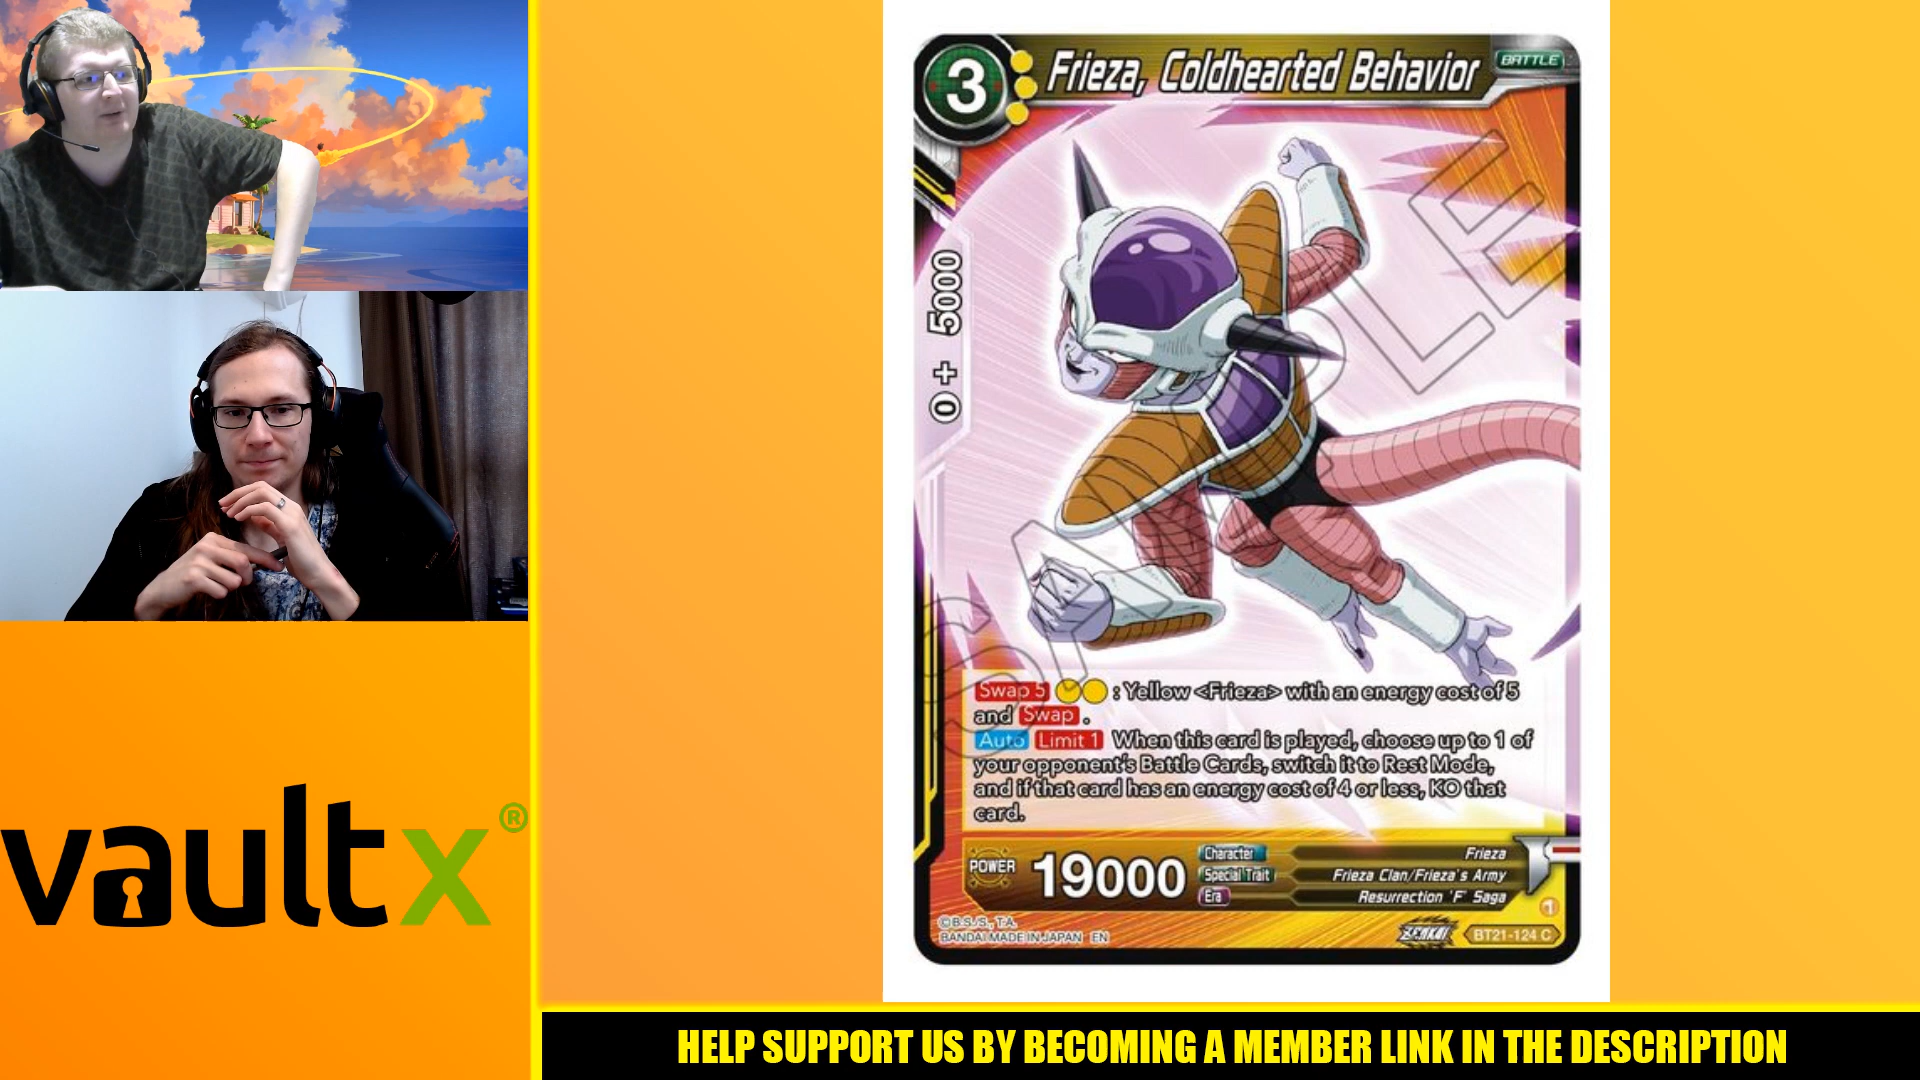 3
Frieza, Coldhearted Behavior
BATTLE
0 + 5000
SAMPLE
Swap 5 : Yellow <Frieza> with an energy cost of 5
and Swap .
Auto Limit 1 When this card is played, choose up to 1 of
your opponent's Battle Cards, switch it to Rest Mode,
and if that card has an energy cost of 4 or less, KO that
card.
POWER 19000
Character Frieza
Special Trait Frieza Clan/Frieza's Army
Era Resurrection 'F' Saga
1
©B.S./S., T.A.
BANDAI MADE IN JAPAN EN
ZENKAI
BT21-124 C
vaultx®
HELP SUPPORT US BY BECOMING A MEMBER LINK IN THE DESCRIPTION